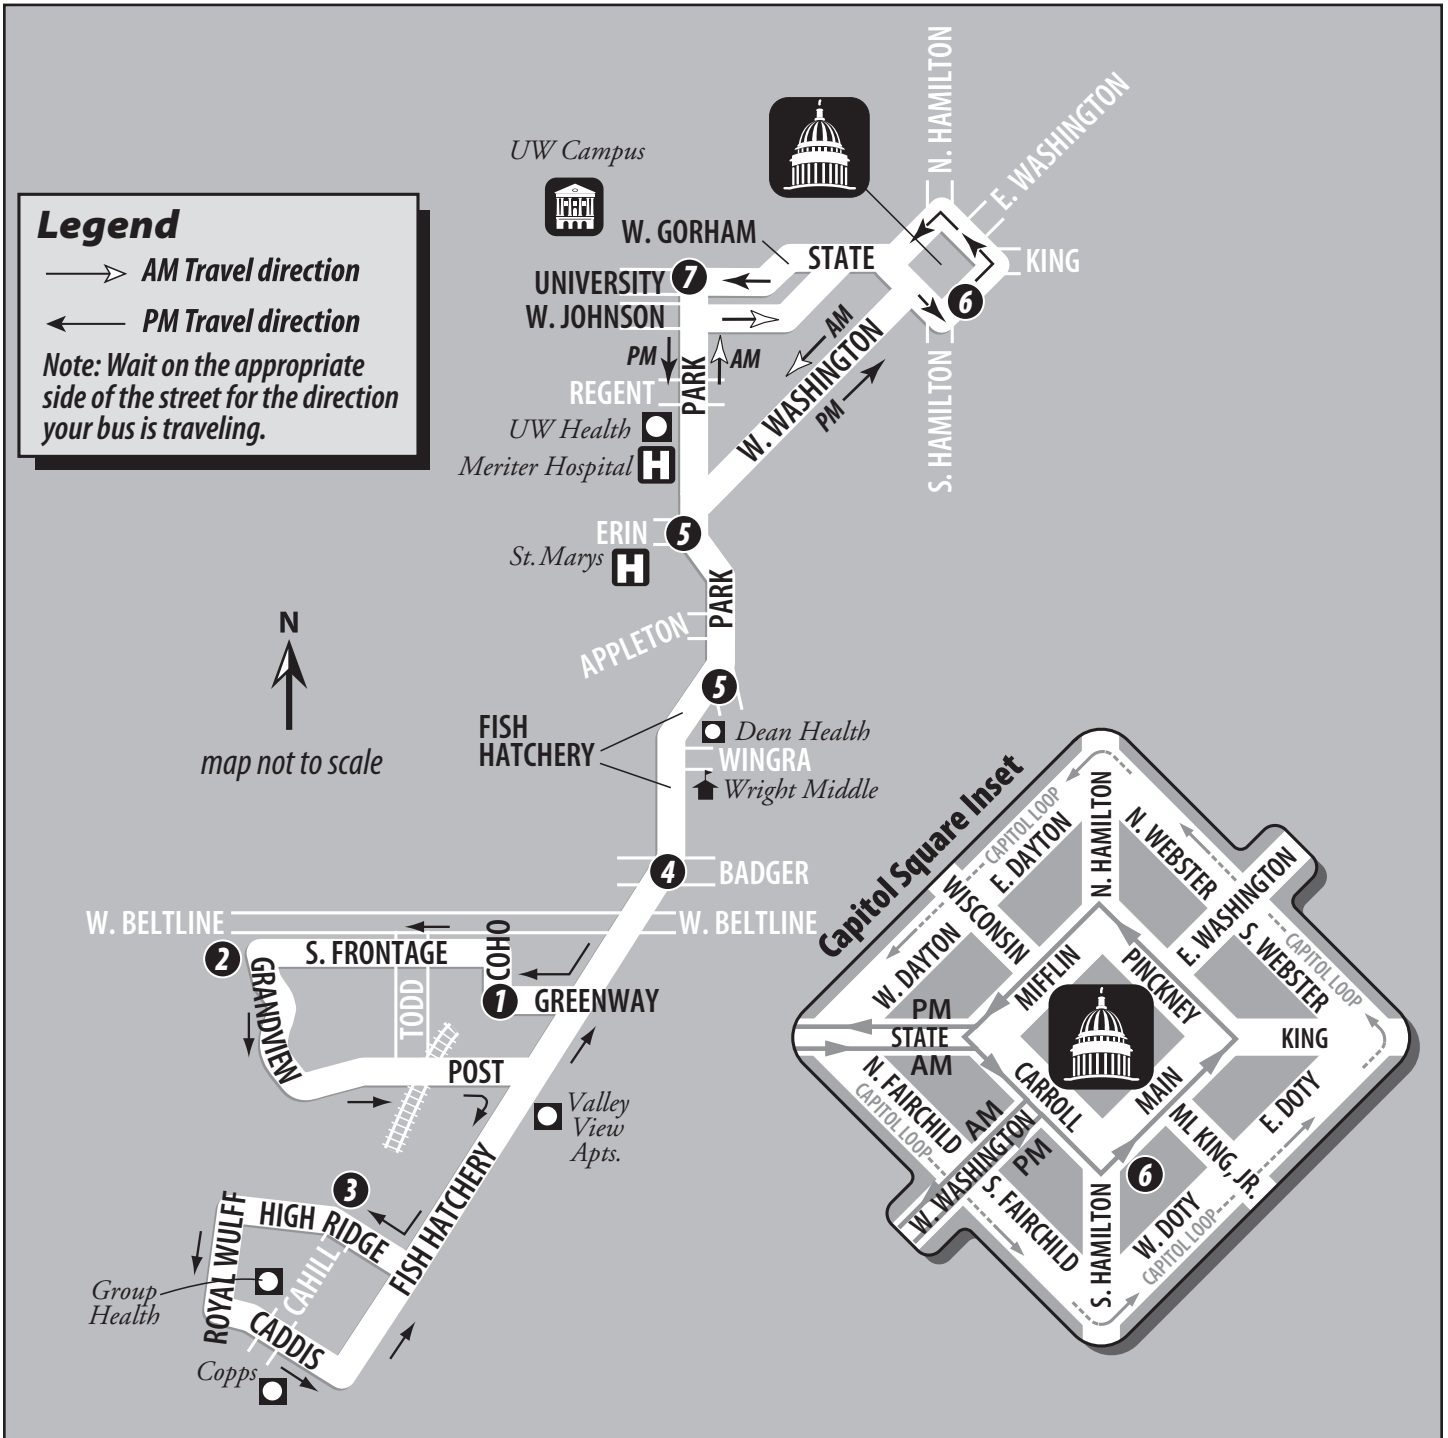 N. HAMILTON
E. WASHINGTON
UW Campus
Legend
AM Travel direction
PM Travel direction
Note: Wait on the appropriate
side of the street for the direction
your bus is traveling.
W. GORHAM
STATE
KING
UNIVERSITY
7
W. JOHNSON
6
PM
AM
AM
PM
REGENT
PARK
W. WASHINGTON
S. HAMILTON
UW Health
Meriter Hospital
H
ERIN
5
St. Marys
H
PARK
APPLETON
N
map not to scale
5
FISH
HATCHERY
Dean Health
WINGRA
Wright Middle
4
BADGER
W. BELTLINE
W. BELTLINE
2
S. FRONTAGE
COHO
GRANDVIEW
TODD
1
GREENWAY
POST
Valley
View
Apts.
3
FISH HATCHERY
HIGH RIDGE
ROYAL WULFF
CAHILL
Group
Health
CADDIS
Copps
Capitol Square Inset
CAPITOL LOOP
E. DAYTON
N. HAMILTON
N. WEBSTER
E. WASHINGTON
WISCONSIN
W. DAYTON
MIFFLIN
PINCKNEY
S. WEBSTER
CAPITOL LOOP
PM
STATE
AM
KING
N. FAIRCHILD
CAPITOL LOOP
CARROLL
MAIN
AM
W. WASHINGTON
PM
ML KING, JR.
E. DOTY
6
S. FAIRCHILD
S. HAMILTON
W. DOTY
CAPITOL LOOP